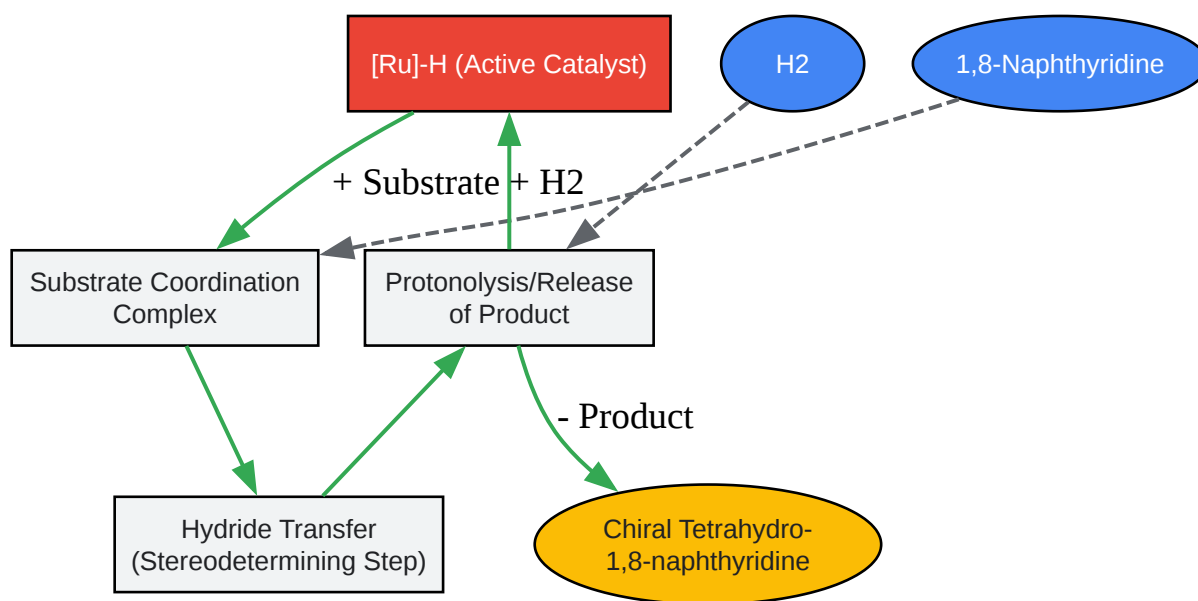 [Ru]-H (Active Catalyst)
H2
1,8-Naphthyridine
+ Substrate
+ H2
Substrate Coordination
Complex
Protonolysis/Release
of Product
- Product
Hydride Transfer
(Stereodetermining Step)
Chiral Tetrahydro-
1,8-naphthyridine